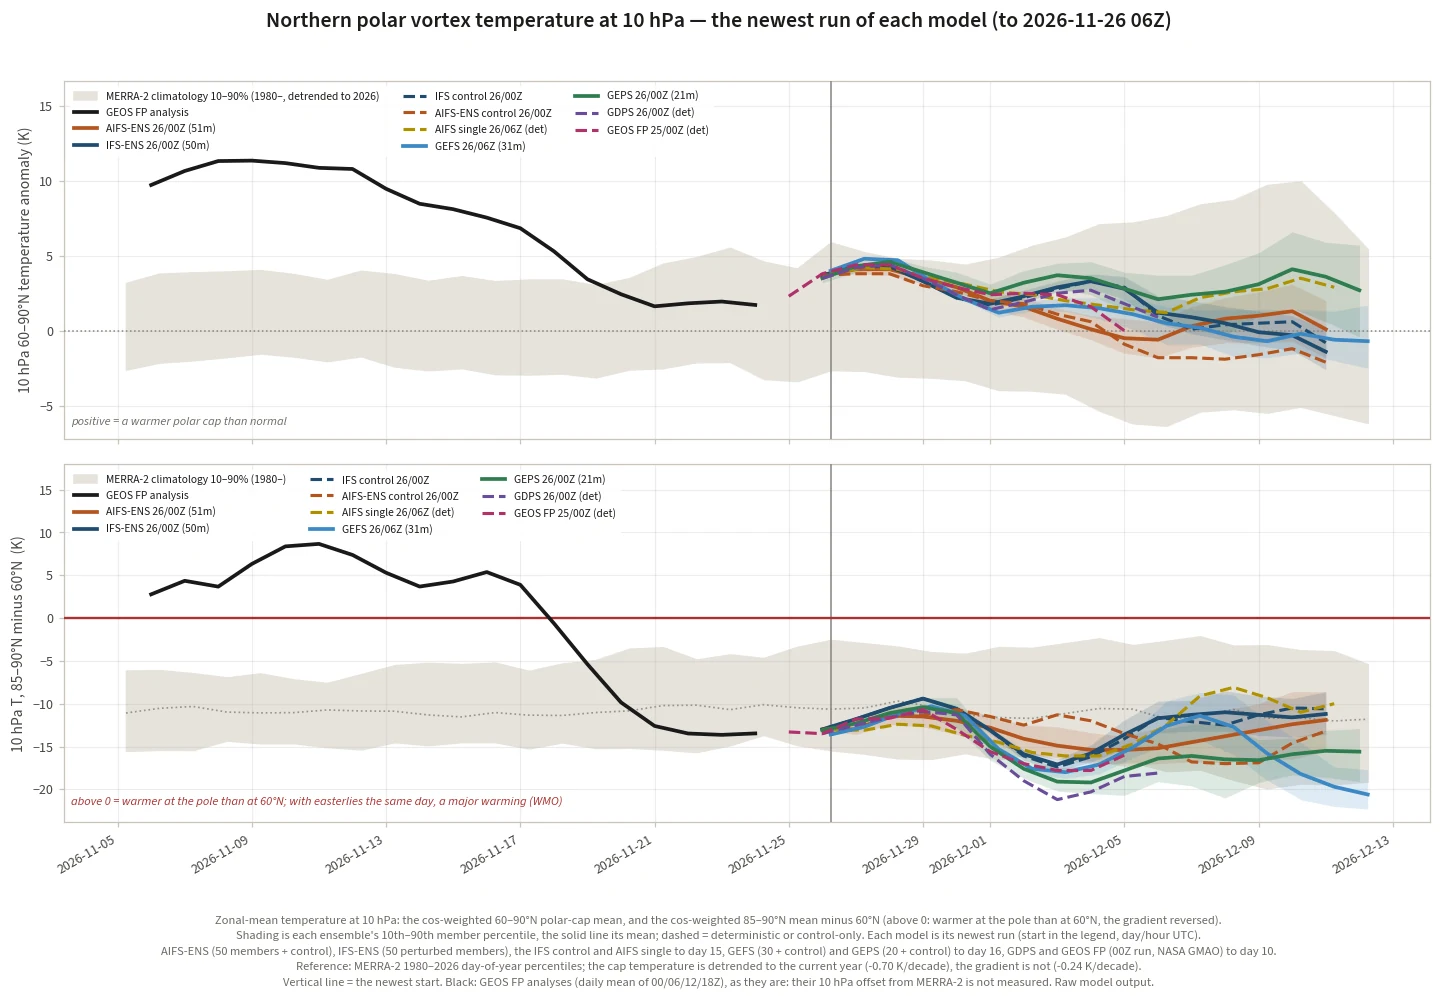 Northern polar vortex temperature at 10 hPa — the newest run of each model (to 2026-11-26 06Z)
10 hPa 60–90°N temperature anomaly (K)
MERRA-2 climatology 10–90% (1980–, detrended to 2026)
GEOS FP analysis
AIFS-ENS 26/00Z (51m)
IFS-ENS 26/00Z (50m)
IFS control 26/00Z
AIFS-ENS control 26/00Z
AIFS single 26/06Z (det)
GEFS 26/06Z (31m)
GEPS 26/00Z (21m)
GDPS 26/00Z (det)
GEOS FP 25/00Z (det)
15
10
5
0
−5
positive = a warmer polar cap than normal
10 hPa T, 85–90°N minus 60°N (K)
MERRA-2 climatology 10–90% (1980–)
GEOS FP analysis
AIFS-ENS 26/00Z (51m)
IFS-ENS 26/00Z (50m)
IFS control 26/00Z
AIFS-ENS control 26/00Z
AIFS single 26/06Z (det)
GEFS 26/06Z (31m)
GEPS 26/00Z (21m)
GDPS 26/00Z (det)
GEOS FP 25/00Z (det)
15
10
5
0
−5
−10
−15
−20
above 0 = warmer at the pole than at 60°N; with easterlies the same day, a major warming (WMO)
2026-11-05
2026-11-09
2026-11-13
2026-11-17
2026-11-21
2026-11-25
2026-11-29
2026-12-01
2026-12-05
2026-12-09
2026-12-13
Zonal-mean temperature at 10 hPa: the cos-weighted 60–90°N polar-cap mean, and the cos-weighted 85–90°N mean minus 60°N (above 0: warmer at the pole than at 60°N, the gradient reversed).
Shading is each ensemble's 10th–90th member percentile, the solid line its mean; dashed = deterministic or control-only. Each model is its newest run (start in the legend, day/hour UTC).
AIFS-ENS (50 members + control), IFS-ENS (50 perturbed members), the IFS control and AIFS single to day 15, GEFS (30 + control) and GEPS (20 + control) to day 16, GDPS and GEOS FP (00Z run, NASA GMAO) to day 10.
Reference: MERRA-2 1980–2026 day-of-year percentiles; the cap temperature is detrended to the current year (-0.70 K/decade), the gradient is not (-0.24 K/decade).
Vertical line = the newest start. Black: GEOS FP analyses (daily mean of 00/06/12/18Z), as they are: their 10 hPa offset from MERRA-2 is not measured. Raw model output.